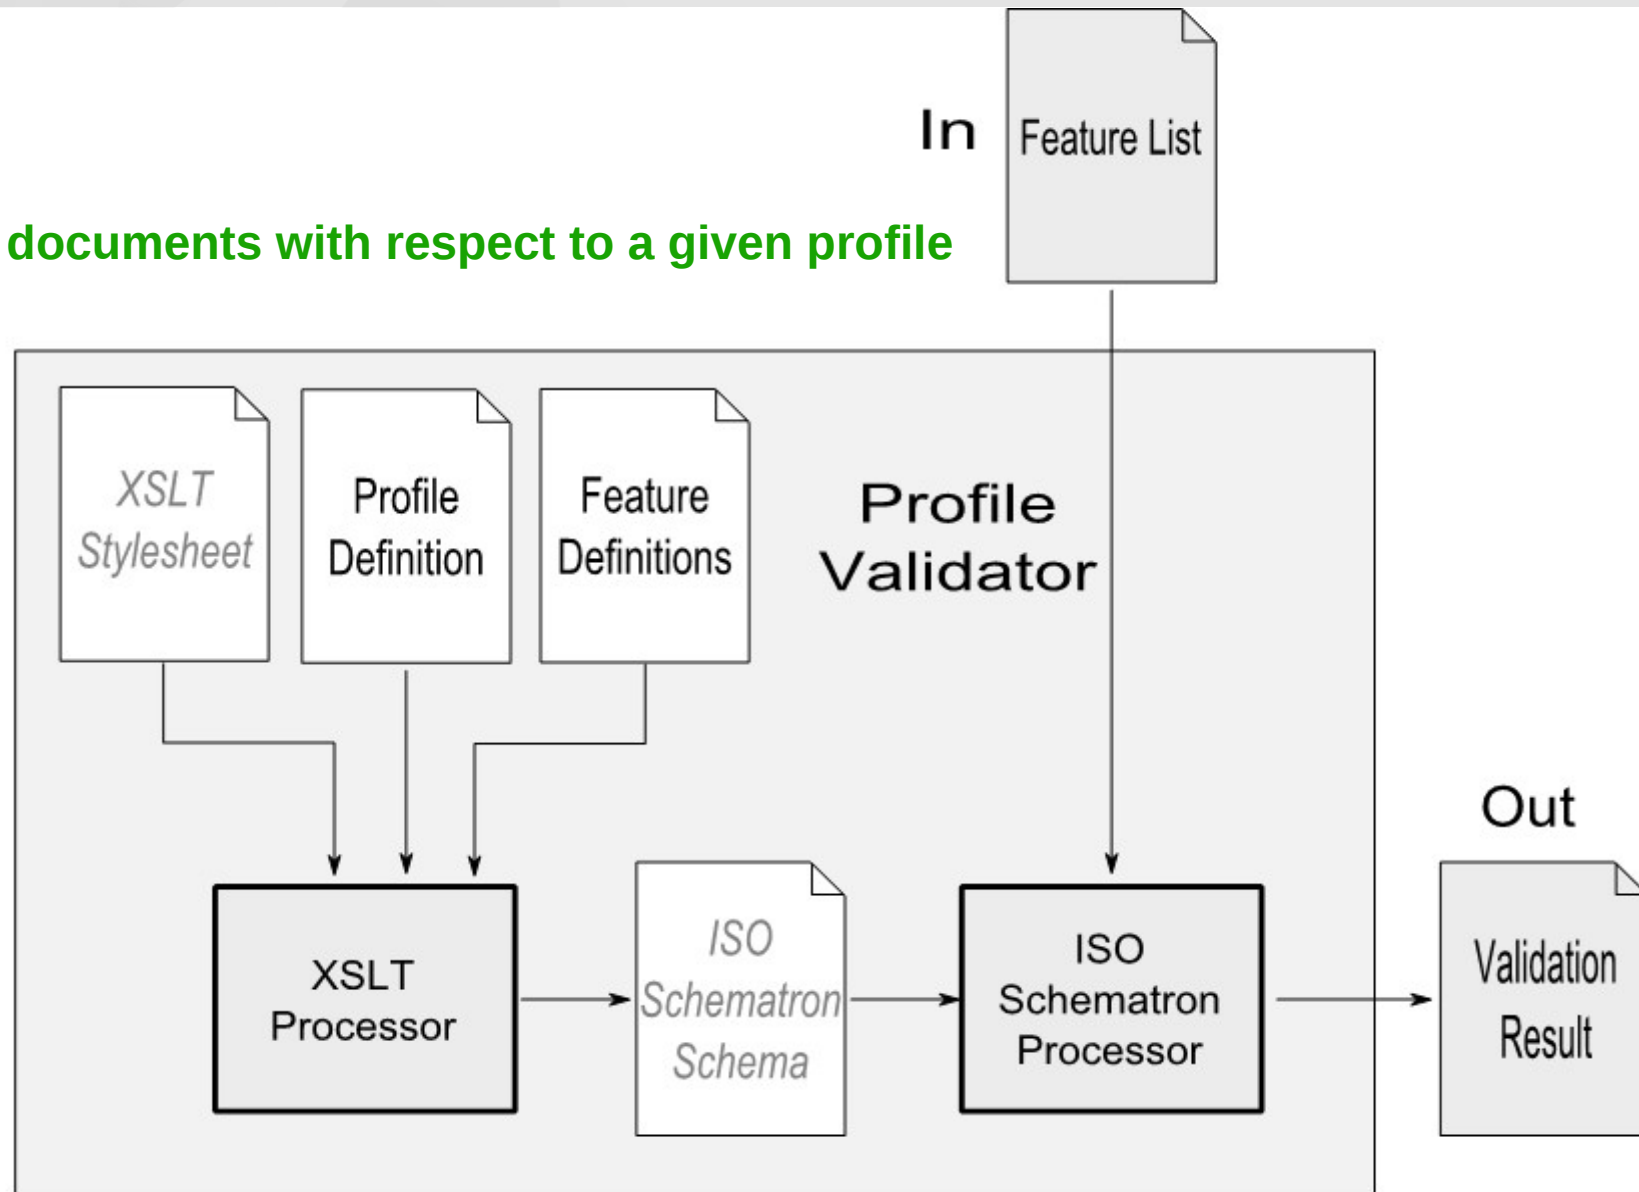 In
Feature List
documents with respect to a given profile
XSLT
Stylesheet
Profile
Definition
Feature
Definitions
Profile
Validator
Out
XSLT
Processor
ISO
Schematron
Schema
ISO
Schematron
Processor
Validation
Result